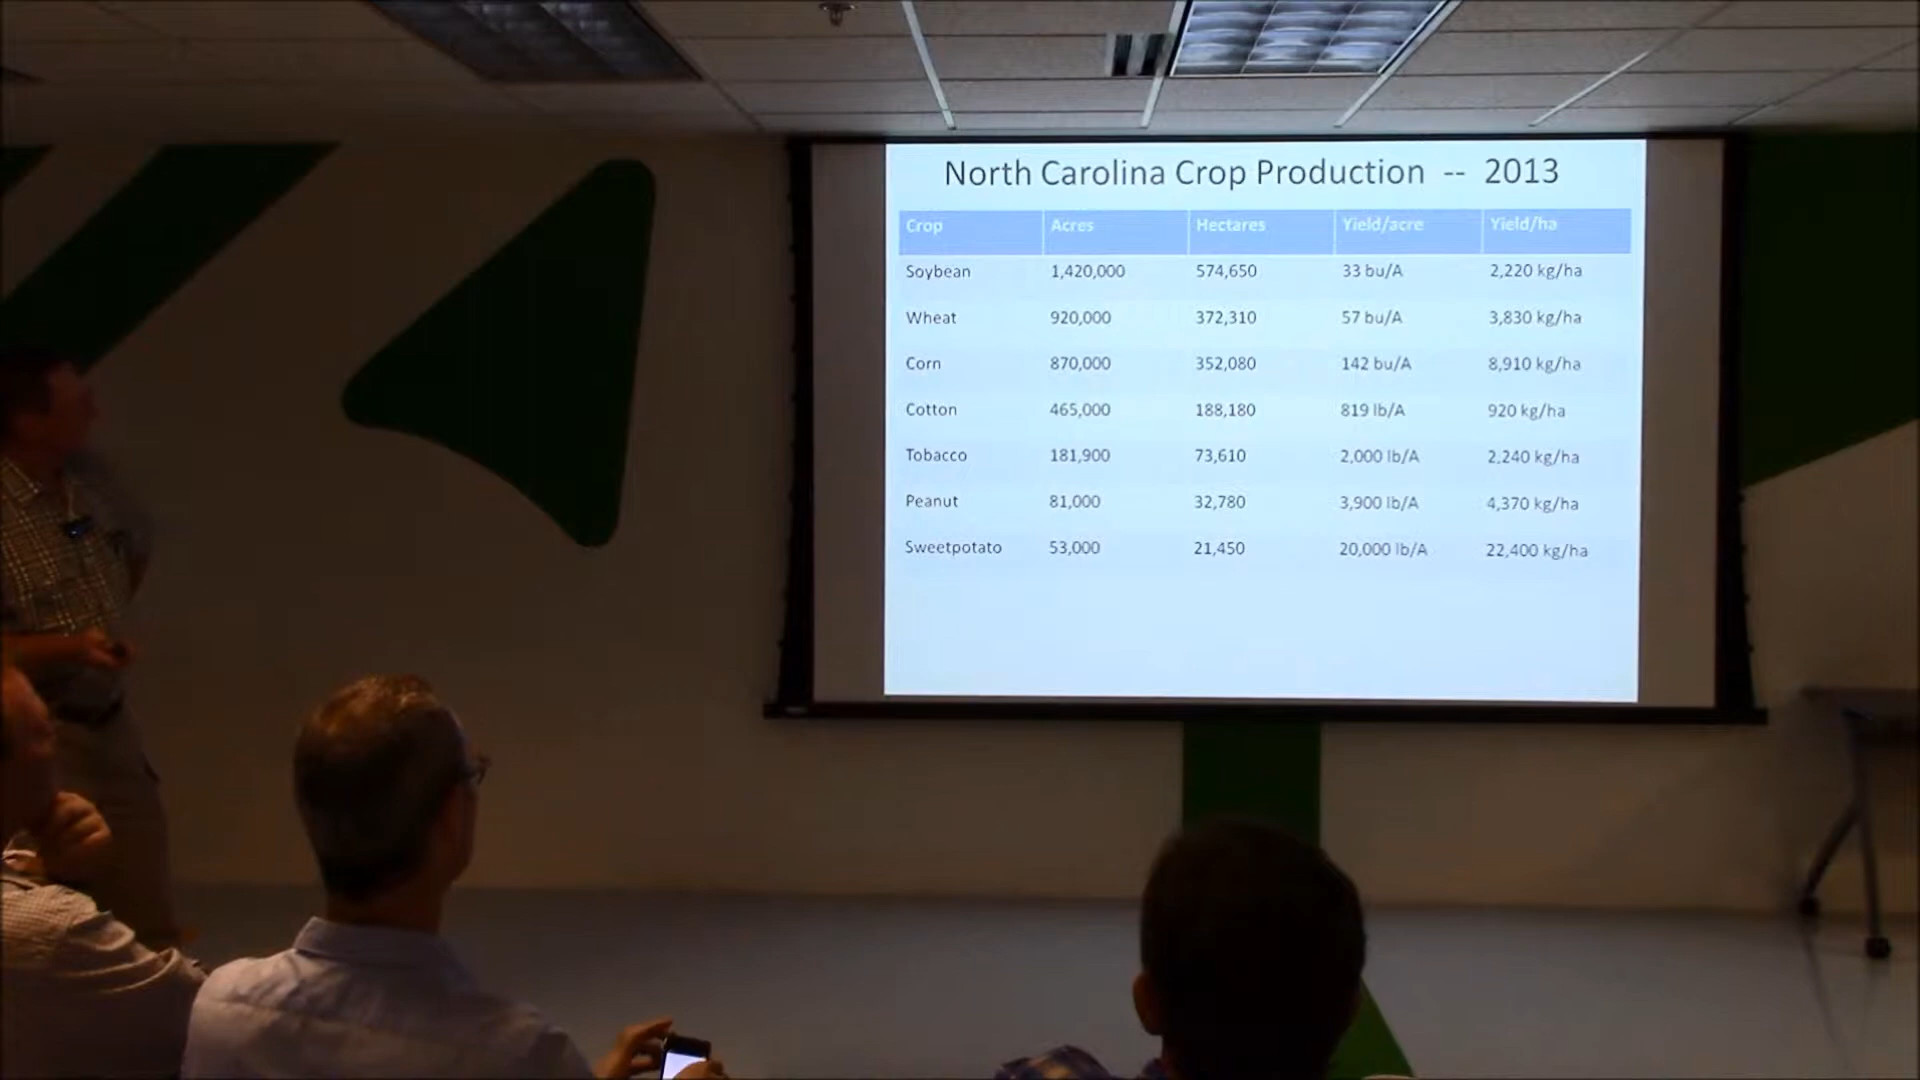 North Carolina Crop Production -- 2013
Crop Acres Hectares Yield/acre Yield/ha
Soybean 1,420,000 574,650 33 bu/A 2,220 kg/ha
Wheat 920,000 372,310 57 bu/A 3,830 kg/ha
Corn 870,000 352,080 142 bu/A 8,910 kg/ha
Cotton 465,000 188,180 819 lb/A 920 kg/ha
Tobacco 181,900 73,610 2,000 lb/A 2,240 kg/ha
Peanut 81,000 32,780 3,900 lb/A 4,370 kg/ha
Sweetpotato 53,000 21,450 20,000 lb/A 22,400 kg/ha